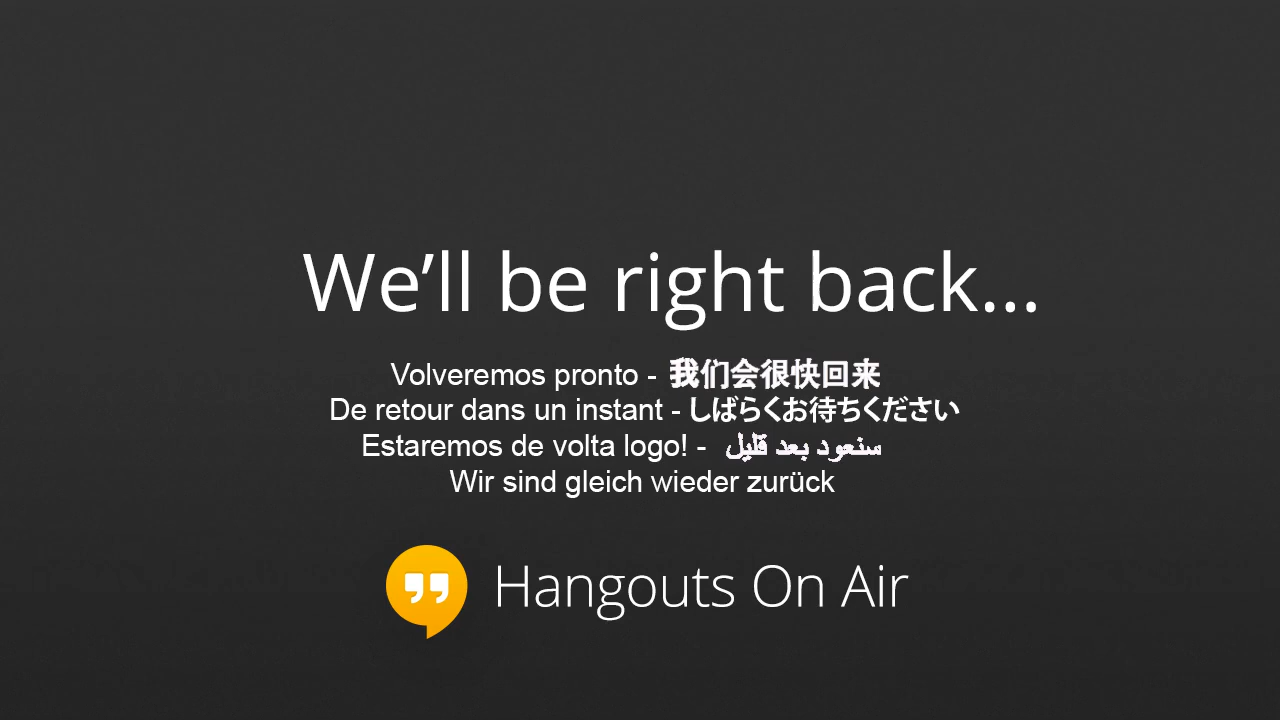 We’ll be right back...
Volveremos pronto - 我们会很快回来
De retour dans un instant - しばらくお待ちください
Estaremos de volta logo! - سنعود بعد قليل
Wir sind gleich wieder zurück
Hangouts On Air